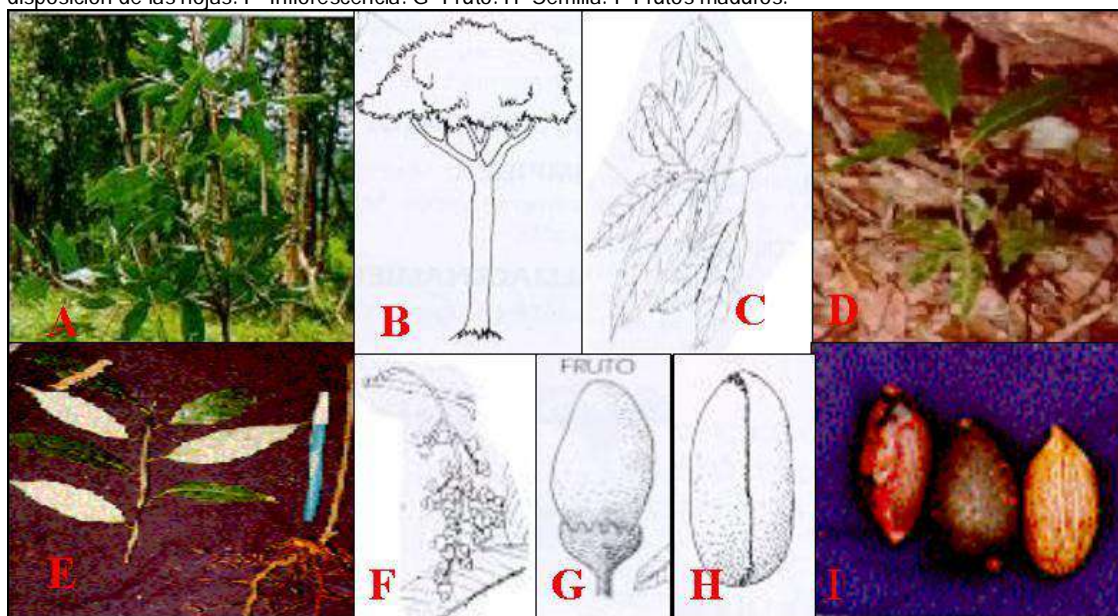 disposición de las hojas. F- Inflorescencia. G- Fruto. H- Semilla. I- Frutos maduros.
A
B
C
D
FRUTO
E
F
G
H
I